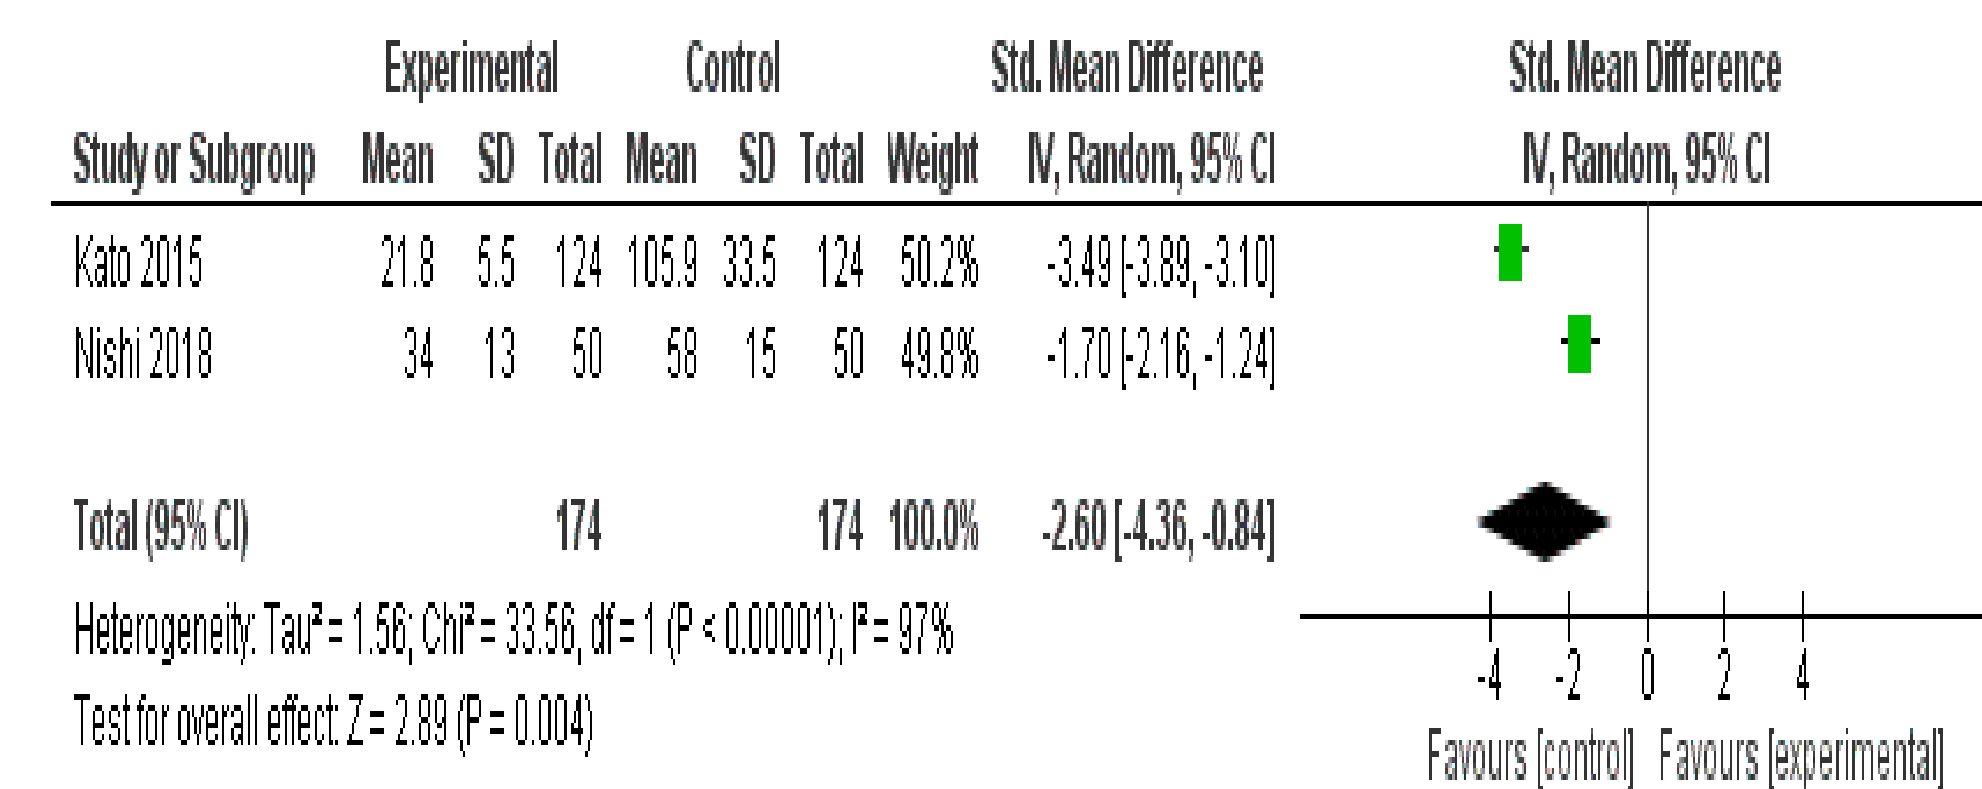 Experimental Control Std. Mean Difference Std. Mean Difference
Study or Subgroup Mean SD Total Mean SD Total Weight IV, Random, 95% CI IV, Random, 95% CI
Kato 2015 21.8 5.5 124 105.9 33.5 124 50.2% -3.49 [-3.89, -3.10]
Nishi 2018 34 13 50 58 15 50 49.8% -1.70 [-2.16, -1.24]
Total (95% CI) 174 174 100.0% -2.60 [-4.36, -0.84]
Heterogeneity: Tau² = 1.56; Chi² = 33.56, df = 1 (P < 0.00001); I² = 97%
-4 -2 0 2 4
Test for overall effect: Z = 2.89 (P = 0.004)
Favours [control] Favours [experimental]